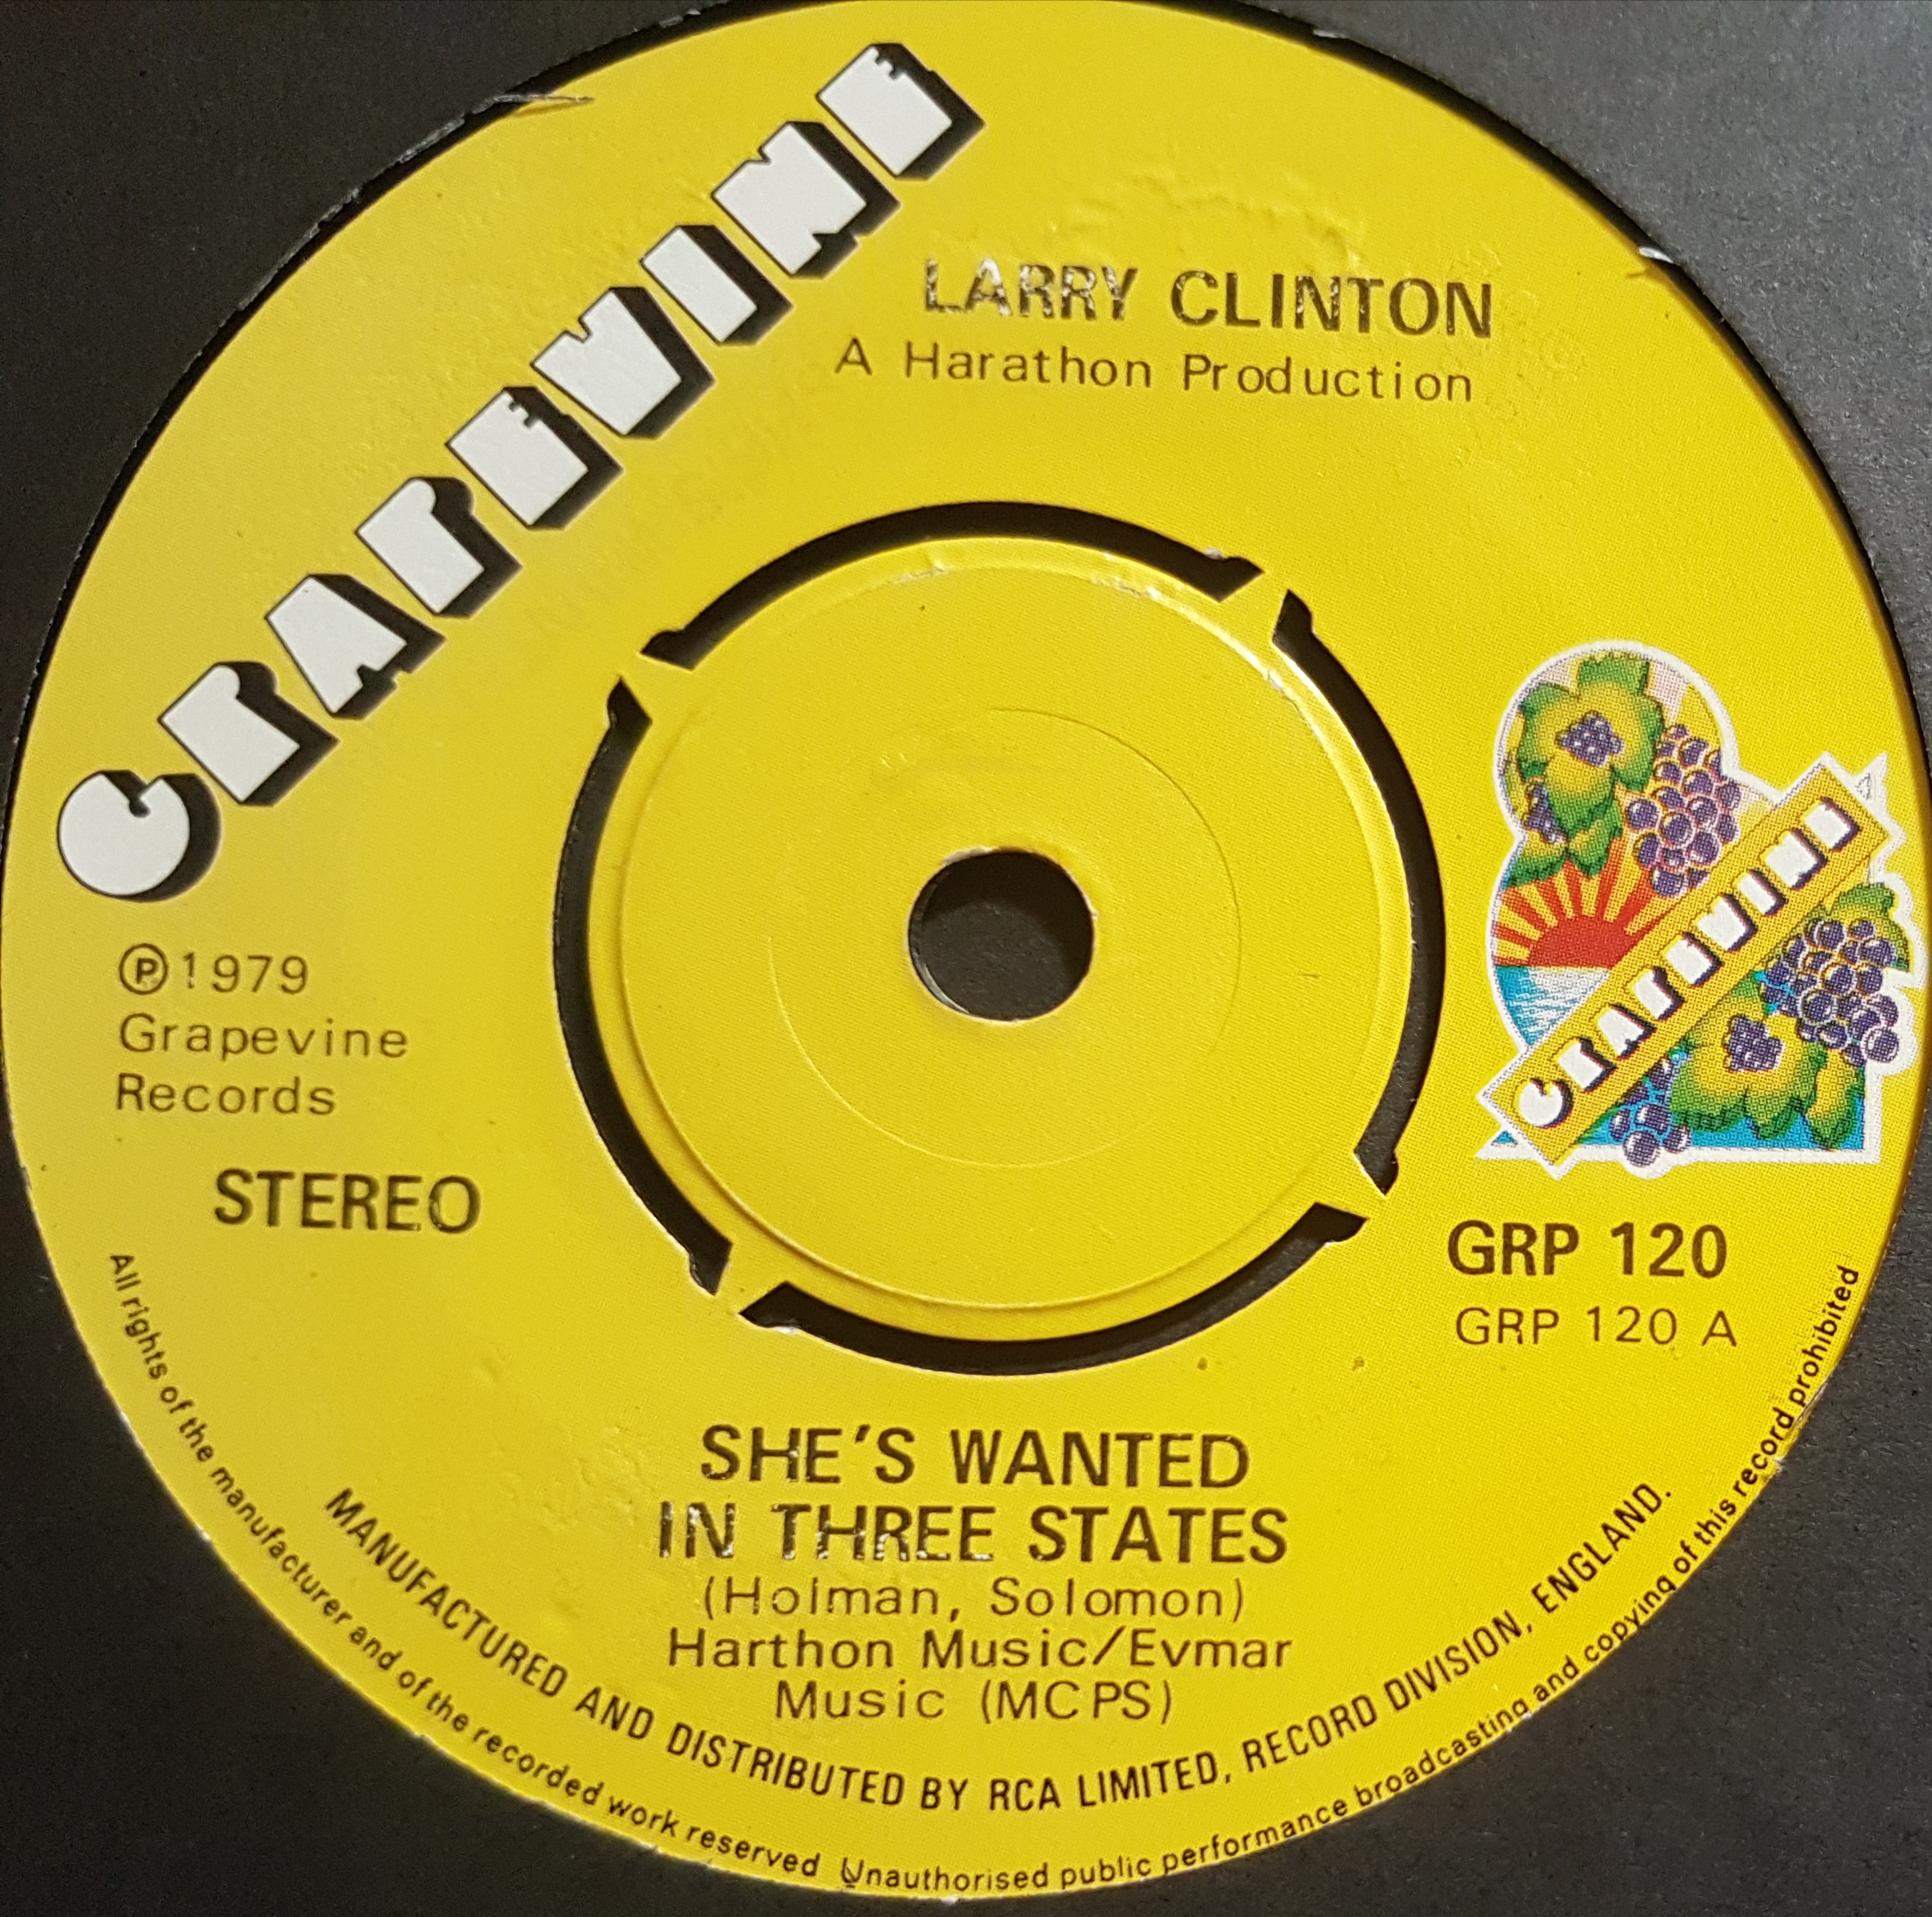 GRAPEVINE
LARRY CLINTON
A Harathon Production
GRAPEVINE
Ⓟ1979
Grapevine
Records
STEREO
GRP 120
GRP 120 A
SHE'S WANTED
IN THREE STATES
(Holman, Solomon)
Harthon Music/Evmar
Music (MCPS)
MANUFACTURED AND DISTRIBUTED BY RCA LIMITED, RECORD DIVISION, ENGLAND.
All rights of the manufacturer and of the recorded work reserved Unauthorised public performance broadcasting and copying of this record prohibited